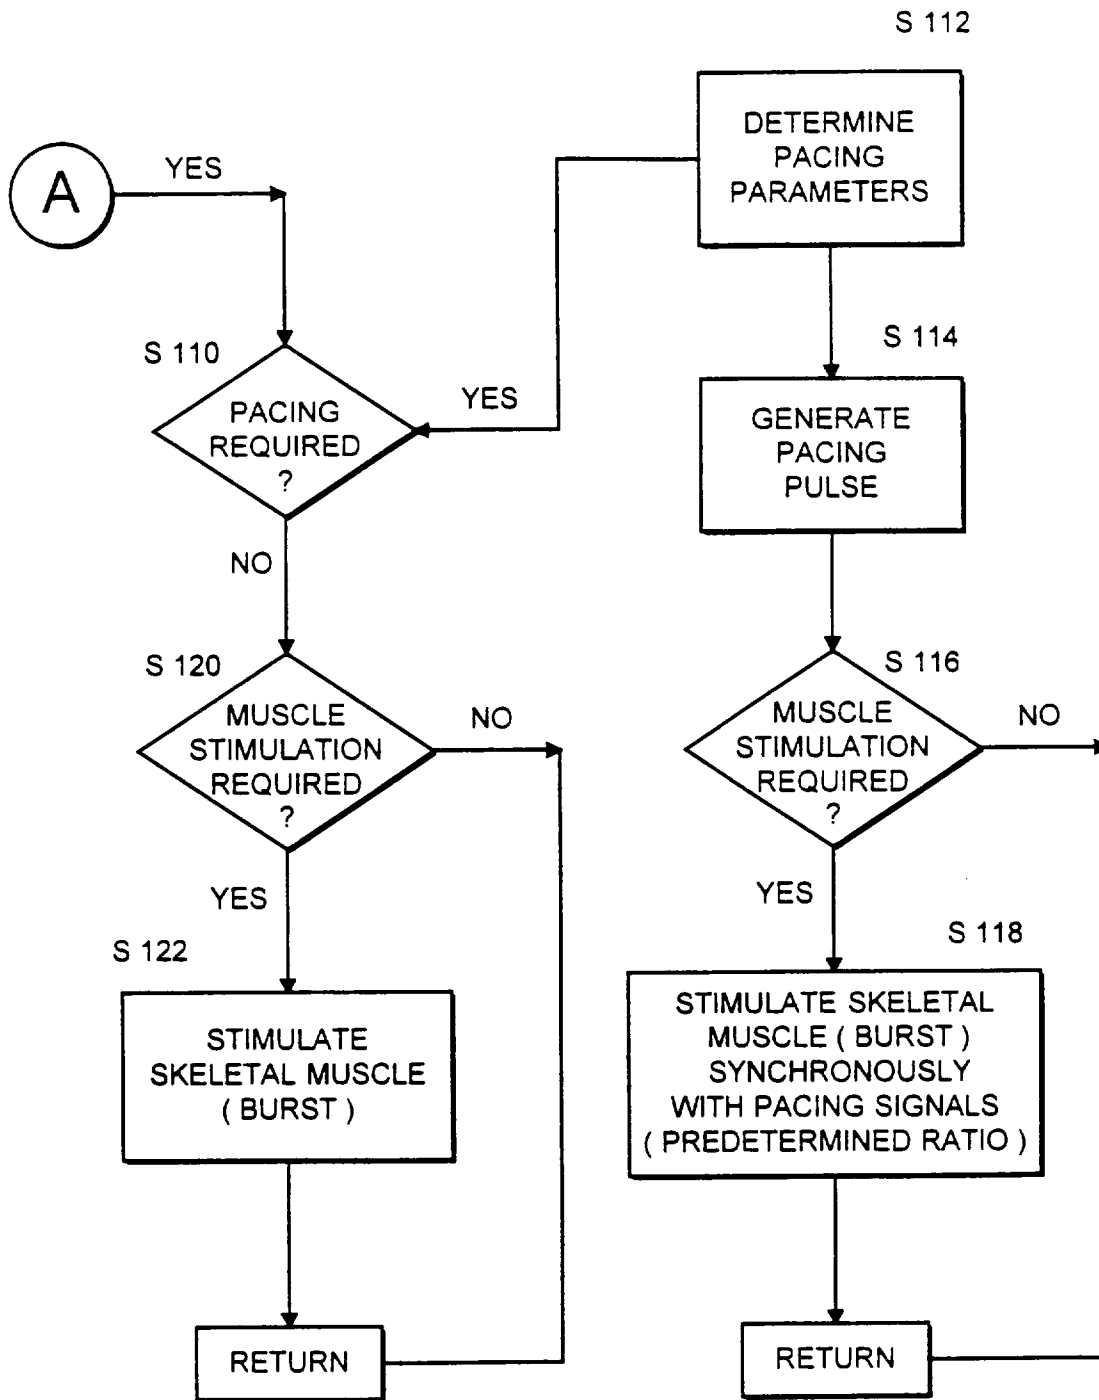 S 112
DETERMINE
PACING
PARAMETERS
A
YES
S 110
PACING
REQUIRED
?
YES
S 114
GENERATE
PACING
PULSE
NO
S 120
MUSCLE
STIMULATION
REQUIRED
?
NO
S 116
MUSCLE
STIMULATION
REQUIRED
?
NO
YES
S 122
STIMULATE
SKELETAL MUSCLE
( BURST )
YES
S 118
STIMULATE SKELETAL
MUSCLE ( BURST )
SYNCHRONOUSLY
WITH PACING SIGNALS
( PREDETERMINED RATIO )
RETURN
RETURN